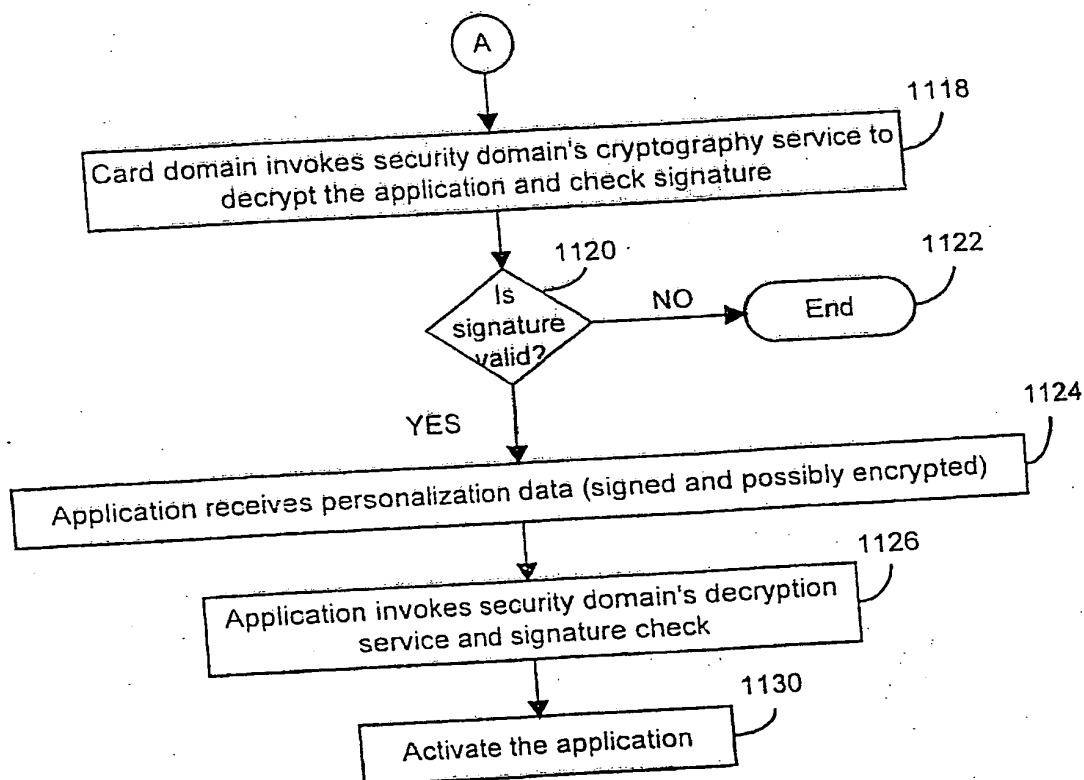 A
1118
Card domain invokes security domain's cryptography service to
decrypt the application and check signature
1120
1122
Is
signature
valid?
NO
End
YES
1124
Application receives personalization data (signed and possibly encrypted)
1126
Application invokes security domain's decryption
service and signature check
1130
Activate the application